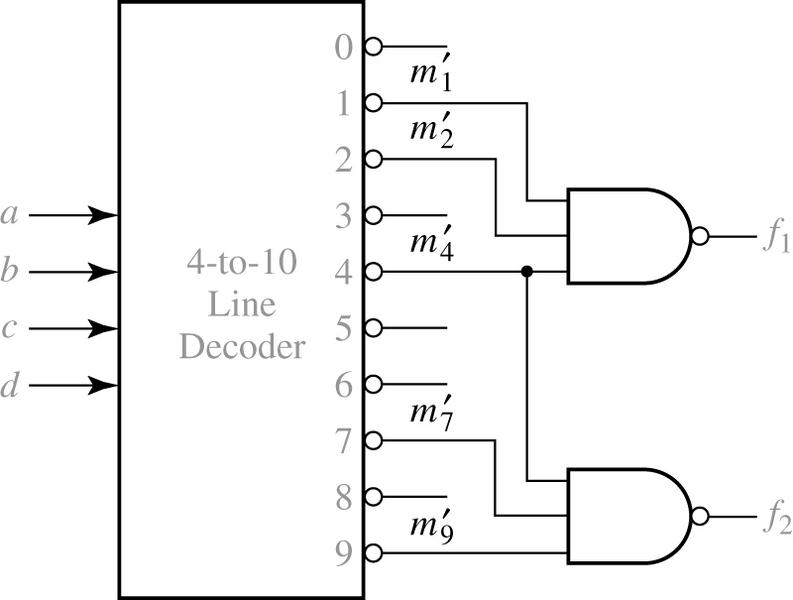 0
m′₁
1
m′₂
2
a
3
f₁
m′₄
b
4-to-10
4
Line
c
Decoder
5
d
6
m′₇
7
8
f₂
m′₉
9